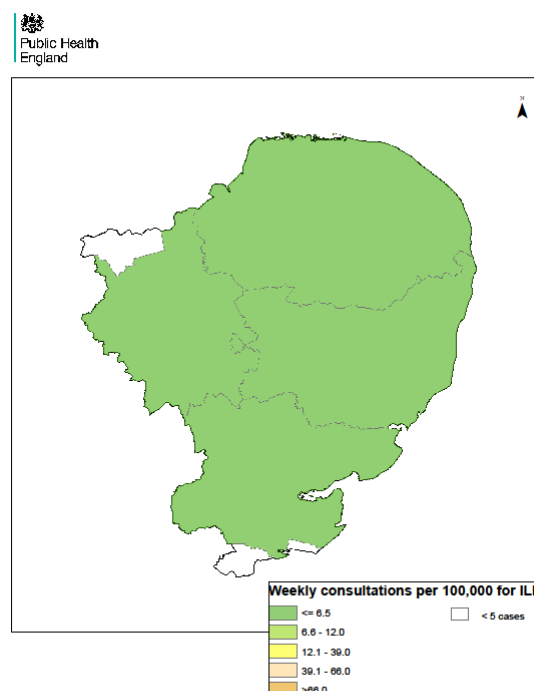 Public Health
England
N
Weekly consultations per 100,000 for ILI
<= 6.5
< 5 cases
6.6 - 12.0
12.1 - 39.0
39.1 - 66.0
>66.0